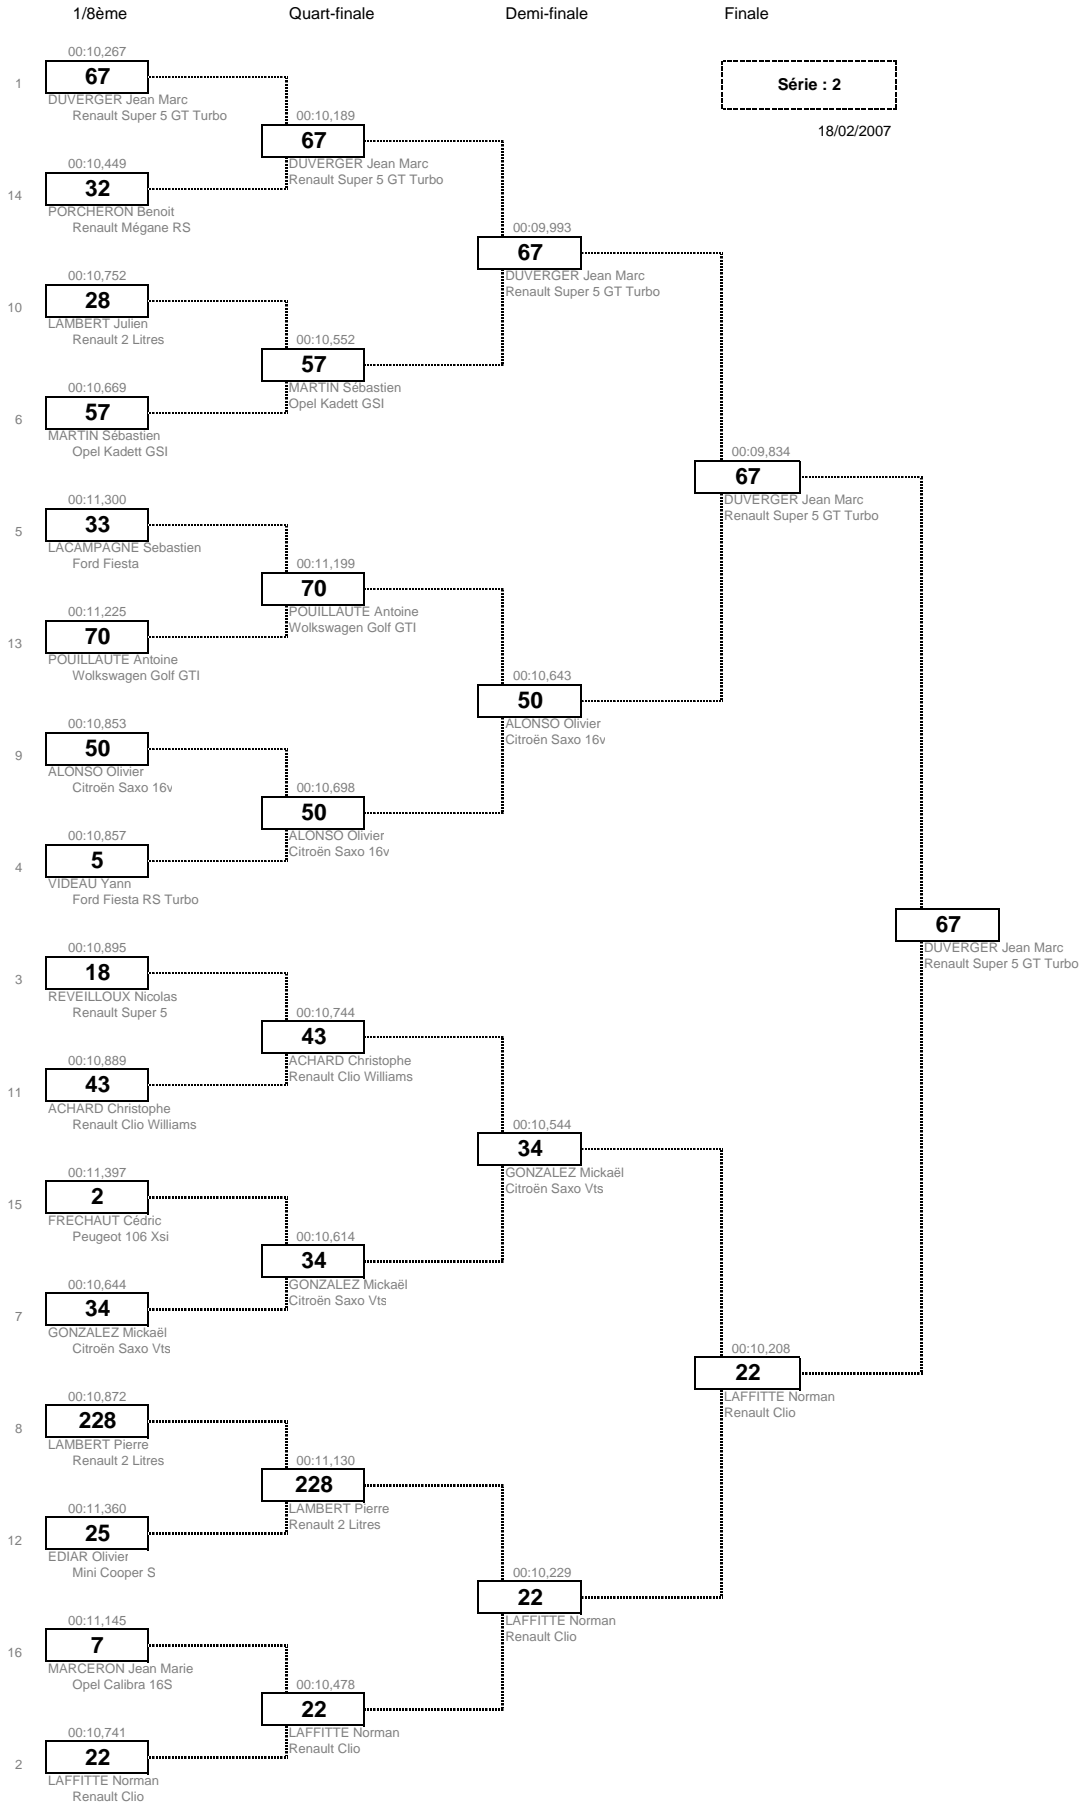 1/8ème
Quart-finale
Demi-finale
Finale
Série : 2
18/02/2007
00:10,267
1
67
DUVERGER Jean Marc
Renault Super 5 GT Turbo
00:10,449
14
32
PORCHERON Benoit
Renault Mégane RS
00:10,752
10
28
LAMBERT Julien
Renault 2 Litres
00:10,669
6
57
MARTIN Sébastien
Opel Kadett GSI
00:11,300
5
33
LACAMPAGNE Sebastien
Ford Fiesta
00:11,225
13
70
POUILLAUTE Antoine
Wolkswagen Golf GTI
00:10,853
9
50
ALONSO Olivier
Citroën Saxo 16v
00:10,857
4
5
VIDEAU Yann
Ford Fiesta RS Turbo
00:10,895
3
18
REVEILLOUX Nicolas
Renault Super 5
00:10,889
11
43
ACHARD Christophe
Renault Clio Williams
00:11,397
15
2
FRECHAUT Cédric
Peugeot 106 Xsi
00:10,644
7
34
GONZALEZ Mickaël
Citroën Saxo Vts
00:10,872
8
228
LAMBERT Pierre
Renault 2 Litres
00:11,360
12
25
EDIAR Olivier
Mini Cooper S
00:11,145
16
7
MARCERON Jean Marie
Opel Calibra 16S
00:10,741
2
22
LAFFITTE Norman
Renault Clio
00:10,189
67
DUVERGER Jean Marc
Renault Super 5 GT Turbo
00:10,552
57
MARTIN Sébastien
Opel Kadett GSI
00:11,199
70
POUILLAUTE Antoine
Wolkswagen Golf GTI
00:10,698
50
ALONSO Olivier
Citroën Saxo 16v
00:10,744
43
ACHARD Christophe
Renault Clio Williams
00:10,614
34
GONZALEZ Mickaël
Citroën Saxo Vts
00:11,130
228
LAMBERT Pierre
Renault 2 Litres
00:10,478
22
LAFFITTE Norman
Renault Clio
00:09,993
67
DUVERGER Jean Marc
Renault Super 5 GT Turbo
00:10,643
50
ALONSO Olivier
Citroën Saxo 16v
00:10,544
34
GONZALEZ Mickaël
Citroën Saxo Vts
00:10,229
22
LAFFITTE Norman
Renault Clio
00:09,834
67
DUVERGER Jean Marc
Renault Super 5 GT Turbo
00:10,208
22
LAFFITTE Norman
Renault Clio
67
DUVERGER Jean Marc
Renault Super 5 GT Turbo